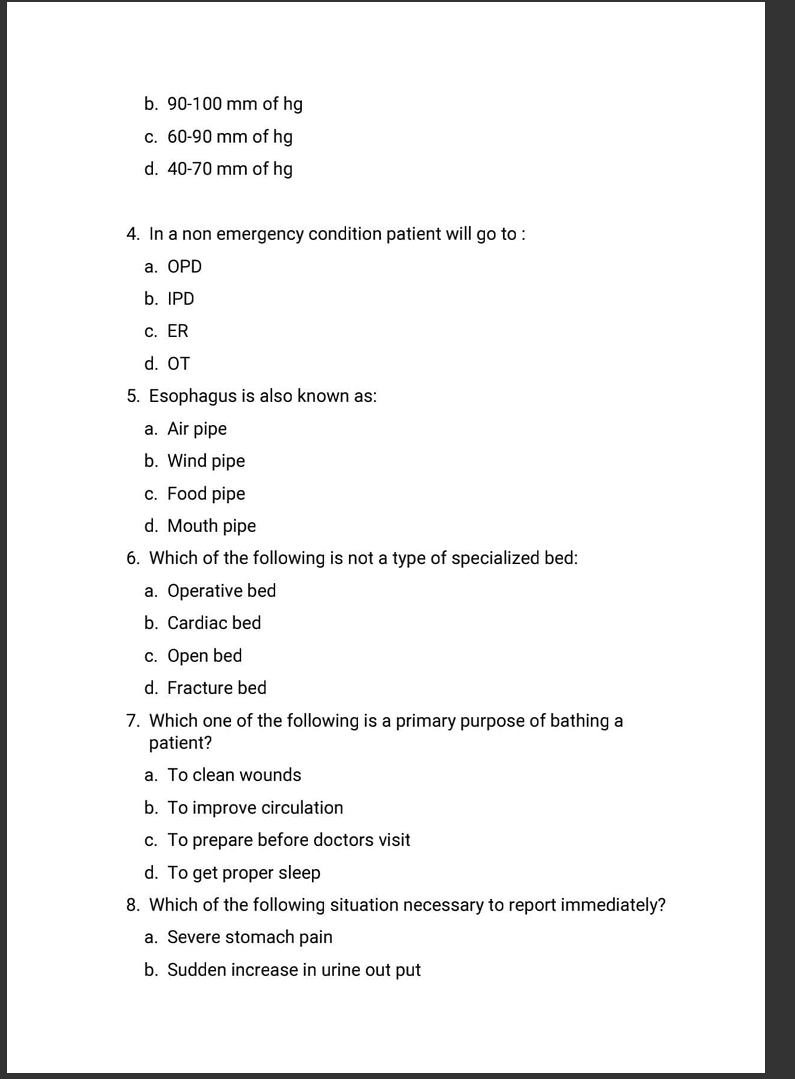 b. 90-100 mm of hg
c. 60-90 mm of hg
d. 40-70 mm of hg
4. In a non emergency condition patient will go to :
a. OPD
b. IPD
c. ER
d. OT
5. Esophagus is also known as:
a. Air pipe
b. Wind pipe
c. Food pipe
d. Mouth pipe
6. Which of the following is not a type of specialized bed:
a. Operative bed
b. Cardiac bed
c. Open bed
d. Fracture bed
7. Which one of the following is a primary purpose of bathing a
patient?
a. To clean wounds
b. To improve circulation
c. To prepare before doctors visit
d. To get proper sleep
8. Which of the following situation necessary to report immediately?
a. Severe stomach pain
b. Sudden increase in urine out put